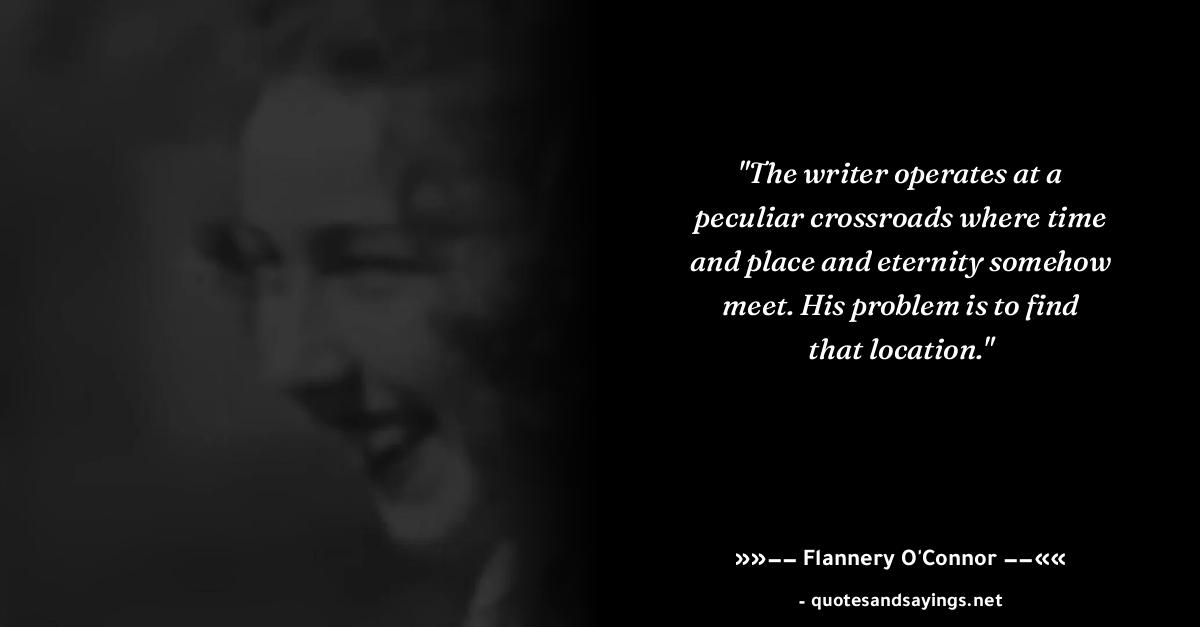 "The writer operates at a
peculiar crossroads where time
and place and eternity somehow
meet. His problem is to find
that location."
»»−− Flannery O'Connor −−««
- quotesandsayings.net